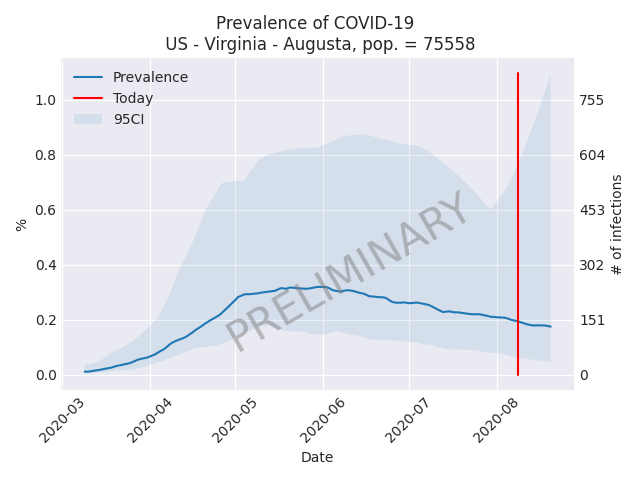 Prevalence of COVID-19
US - Virginia - Augusta, pop. = 75558
Prevalence
Today
95CI
1.0
0.8
0.6
0.4
0.2
0.0
%
755
604
453
302
151
0
# of infections
PRELIMINARY
2020-03
2020-04
2020-05
2020-06
2020-07
2020-08
Date